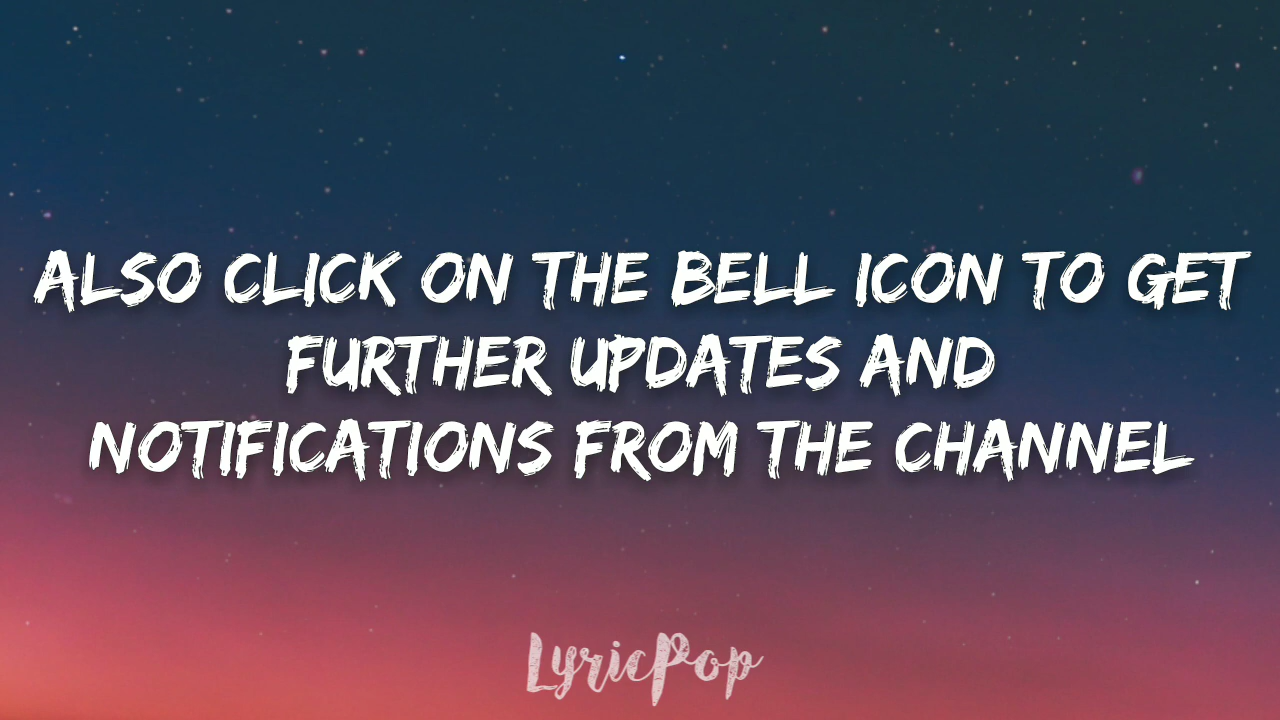 ALSO CLICK ON THE BELL ICON TO GET
FURTHER UPDATES AND
NOTIFICATIONS FROM THE CHANNEL
LyricPop